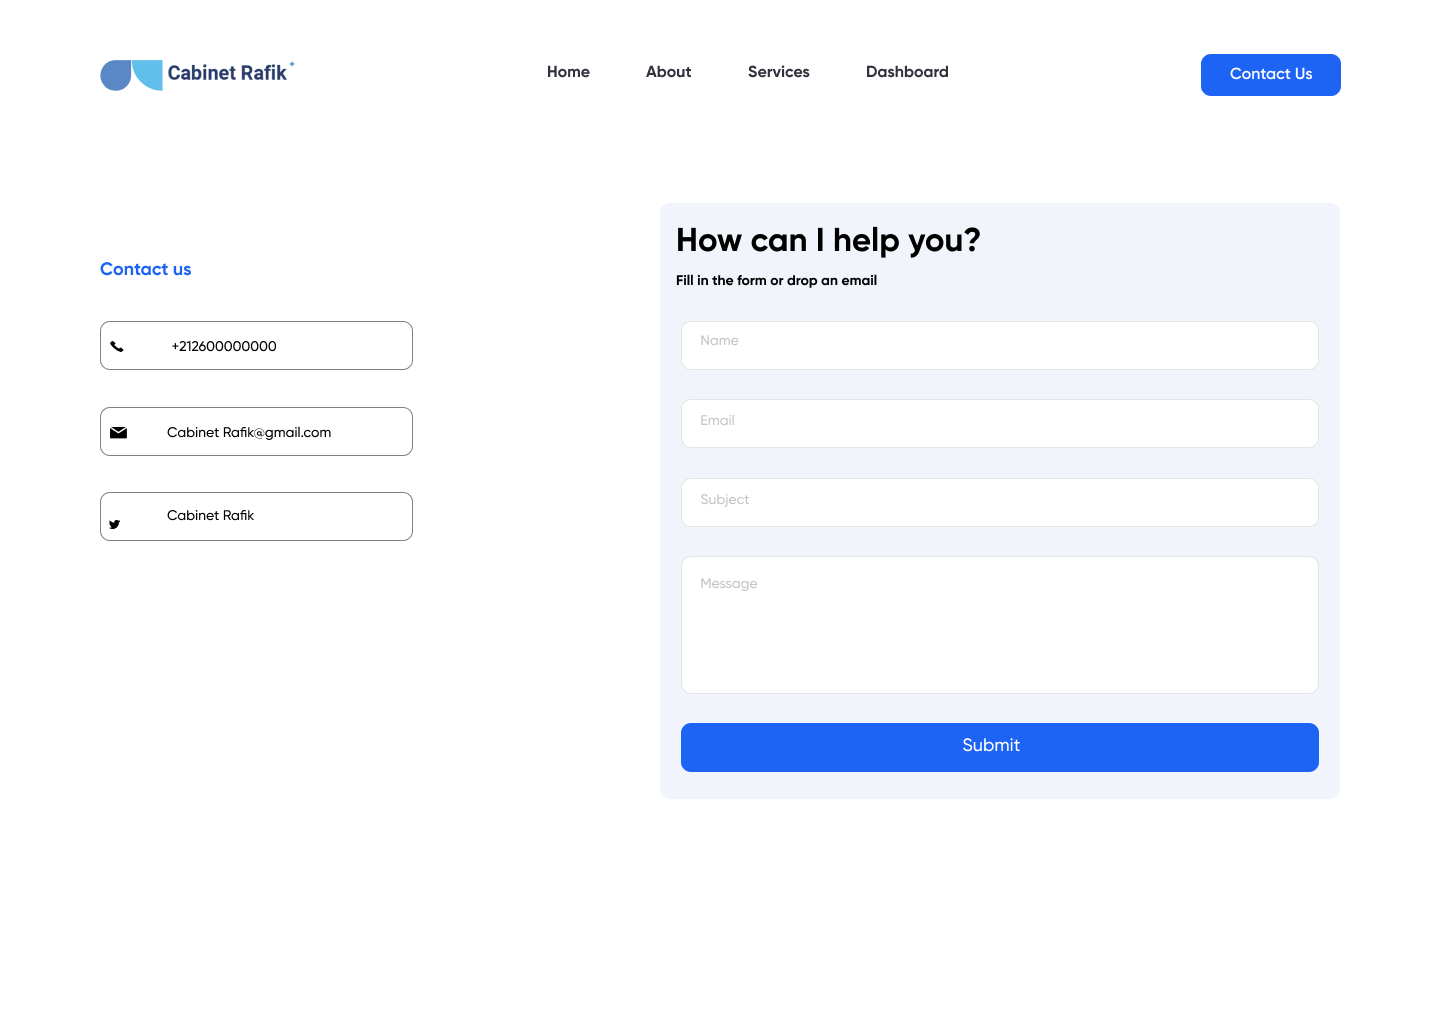 Cabinet Rafik
Home
About
Services
Dashboard
Contact Us
Contact us
+212600000000
Cabinet Rafik@gmail.com
Cabinet Rafik
How can I help you?
Fill in the form or drop an email
Name
Email
Subject
Message
Submit